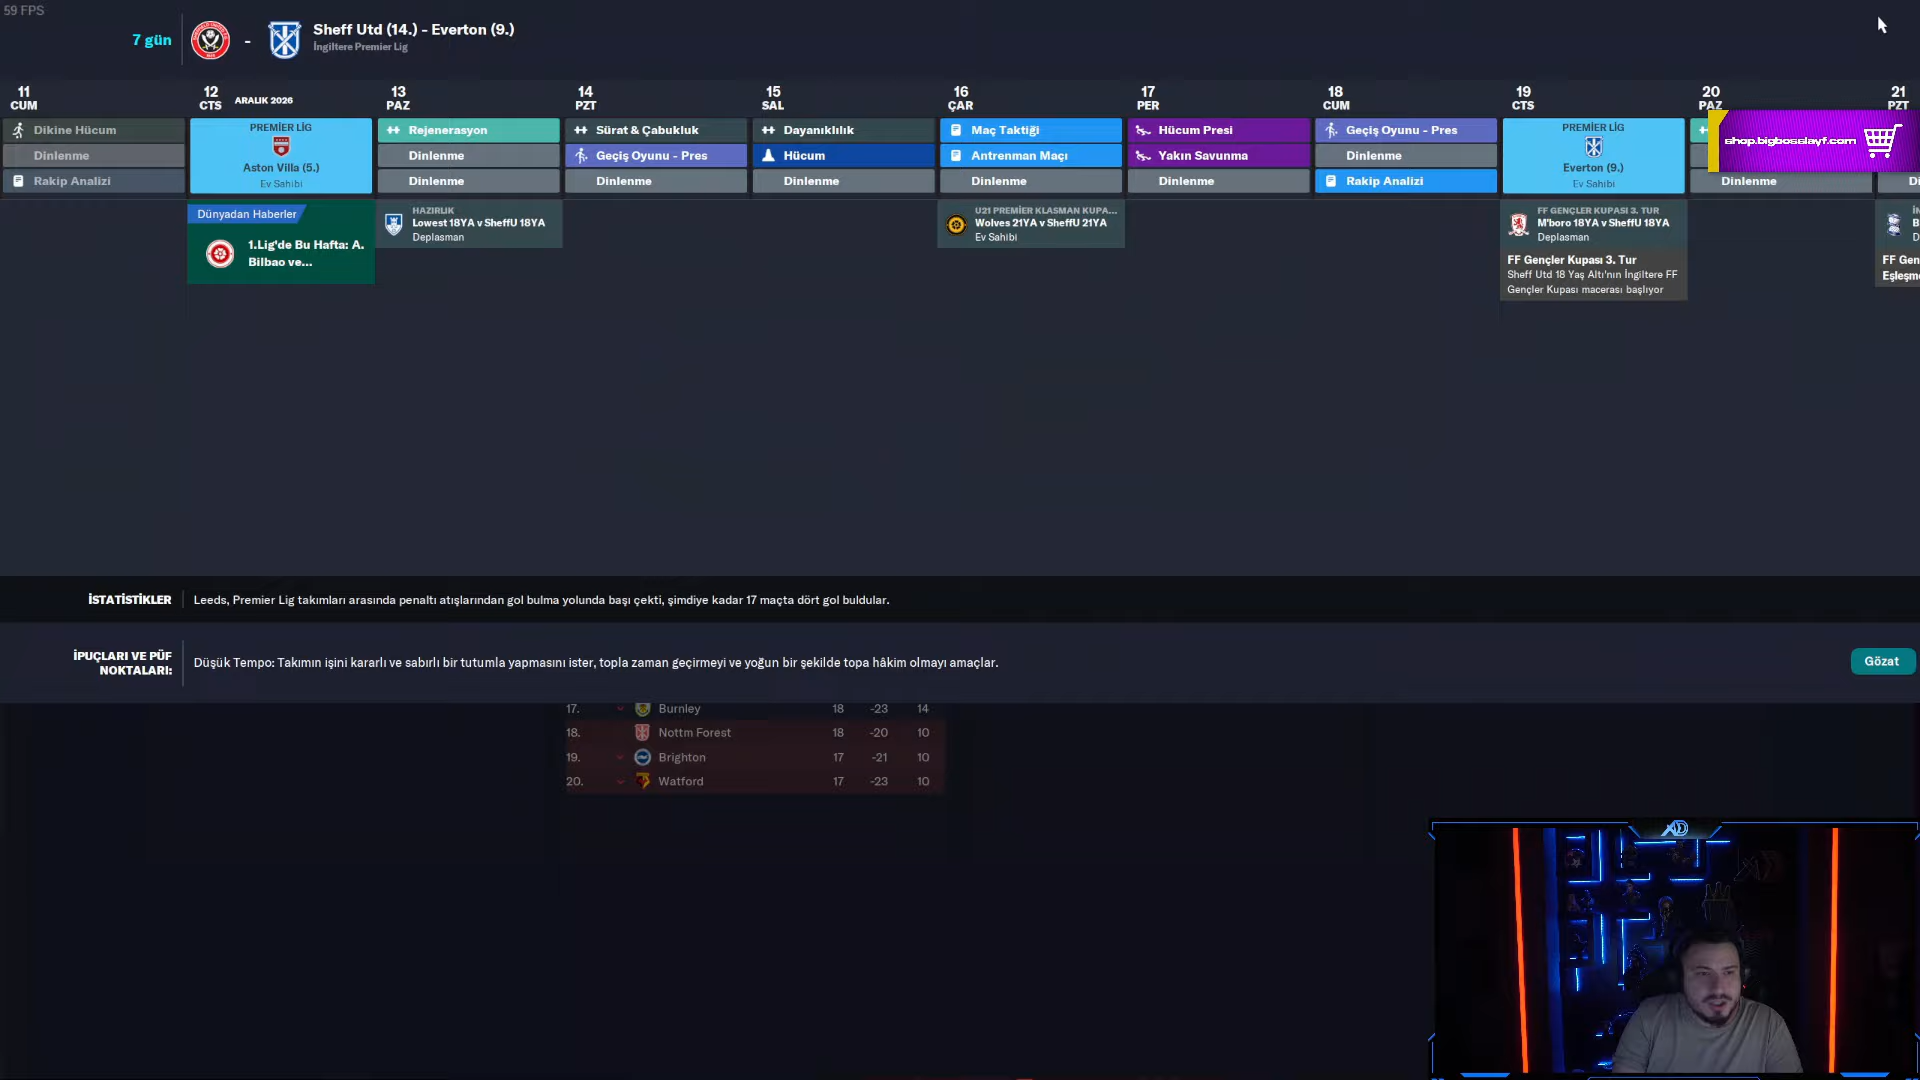 59 FPS
7 gün
-
Sheff Utd (14.) - Everton (9.)
İngiltere Premier Lig
11
CUM
12
CTS
ARALIK 2026
13
PAZ
14
PZT
15
SAL
16
ÇAR
17
PER
18
CUM
19
CTS
20
PAZ
21
PZT
Dikine Hücum
Dinlenme
Rakip Analizi
PREMİER LİG
Aston Villa (5.)
Ev Sahibi
Rejenerasyon
Dinlenme
Dinlenme
Sürat & Çabukluk
Geçiş Oyunu - Pres
Dinlenme
Dayanıklılık
Hücum
Dinlenme
Maç Taktiği
Antrenman Maçı
Dinlenme
Hücum Presi
Yakın Savunma
Dinlenme
Geçiş Oyunu - Pres
Dinlenme
Rakip Analizi
PREMİER LİG
Everton (9.)
Ev Sahibi
shop.bigbosslayf.com
Dinlenme
Dünyadan Haberler
1.Lig'de Bu Hafta: A.
Bilbao ve...
HAZIRLIK
Lowest 18YA v SheffU 18YA
Deplasman
U21 PREMİER KLASMAN KUPA...
Wolves 21YA v SheffU 21YA
Ev Sahibi
FF GENÇLER KUPASI 3. TUR
M'boro 18YA v SheffU 18YA
Deplasman
FF Gençler Kupası 3. Tur
Sheff Utd 18 Yaş Altı'nın İngiltere FF
Gençler Kupası macerası başlıyor
FF Gen
Eşleşme
İSTATİSTİKLER
Leeds, Premier Lig takımları arasında penaltı atışlarından gol bulma yolunda başı çekti, şimdiye kadar 17 maçta dört gol buldular.
İPUÇLARI VE PÜF
NOKTALARI:
Düşük Tempo: Takımın işini kararlı ve sabırlı bir tutumla yapmasını ister, topla zaman geçirmeyi ve yoğun bir şekilde topa hâkim olmayı amaçlar.
Gözat
17. Burnley 18 -23 14
18. Nottm Forest 18 -20 10
19. Brighton 17 -21 10
20. Watford 17 -23 10